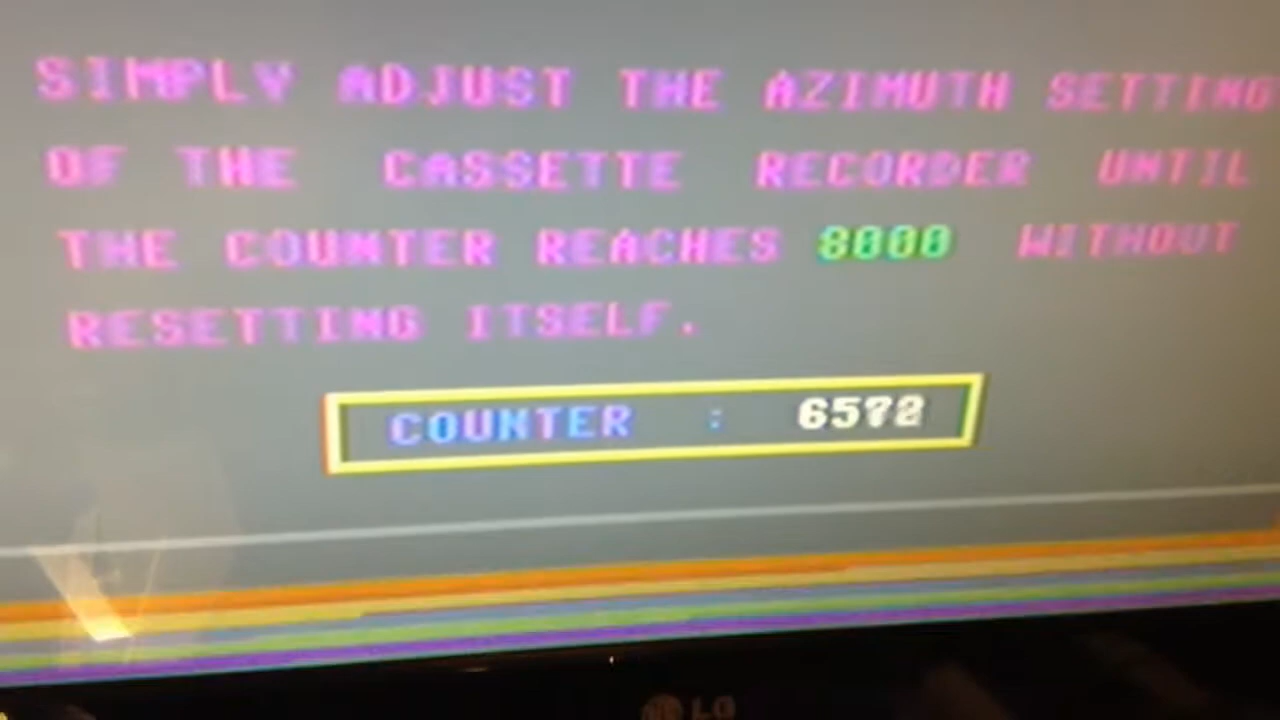 SIMPLY ADJUST THE AZIMUTH SETTING
OF THE CASSETTE RECORDER UNTIL
THE COUNTER REACHES 8000 WITHOUT
RESETTING ITSELF.
COUNTER : 6572
LG